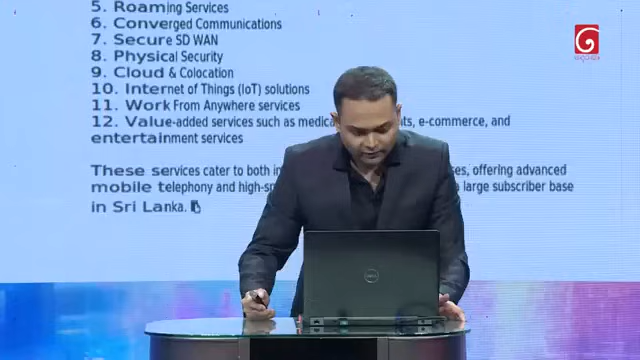 5. Roaming Services
6. Converged Communications
7. Secure SD WAN
8. Physical Security
9. Cloud & Colocation
10. Internet of Things (IoT) solutions
11. Work From Anywhere services
12. Value-added services such as medica ts, e-commerce, and
entertainment services
These services cater to both in ses, offering advanced
mobile telephony and high-sp a large subscriber base
in Sri Lanka.
DELL